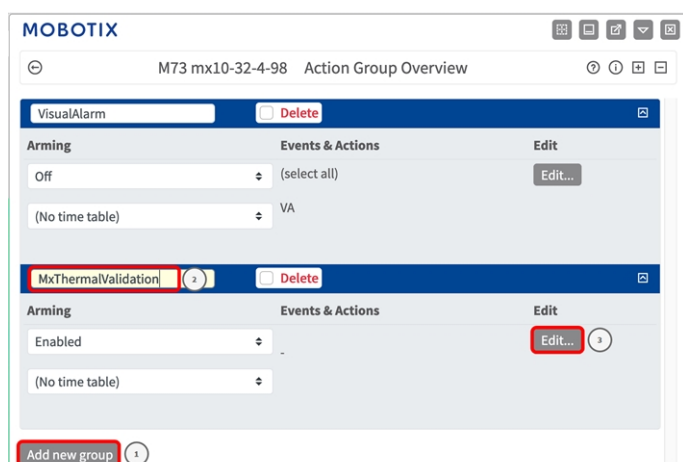 MOBOTIX
M73 mx10-32-4-98 Action Group Overview
VisualAlarm Delete
Arming Events & Actions Edit
Off (select all) Edit...
(No time table) VA
MxThermalValidation 2 Delete
Arming Events & Actions Edit
Enabled - Edit... 3
(No time table)
Add new group 1